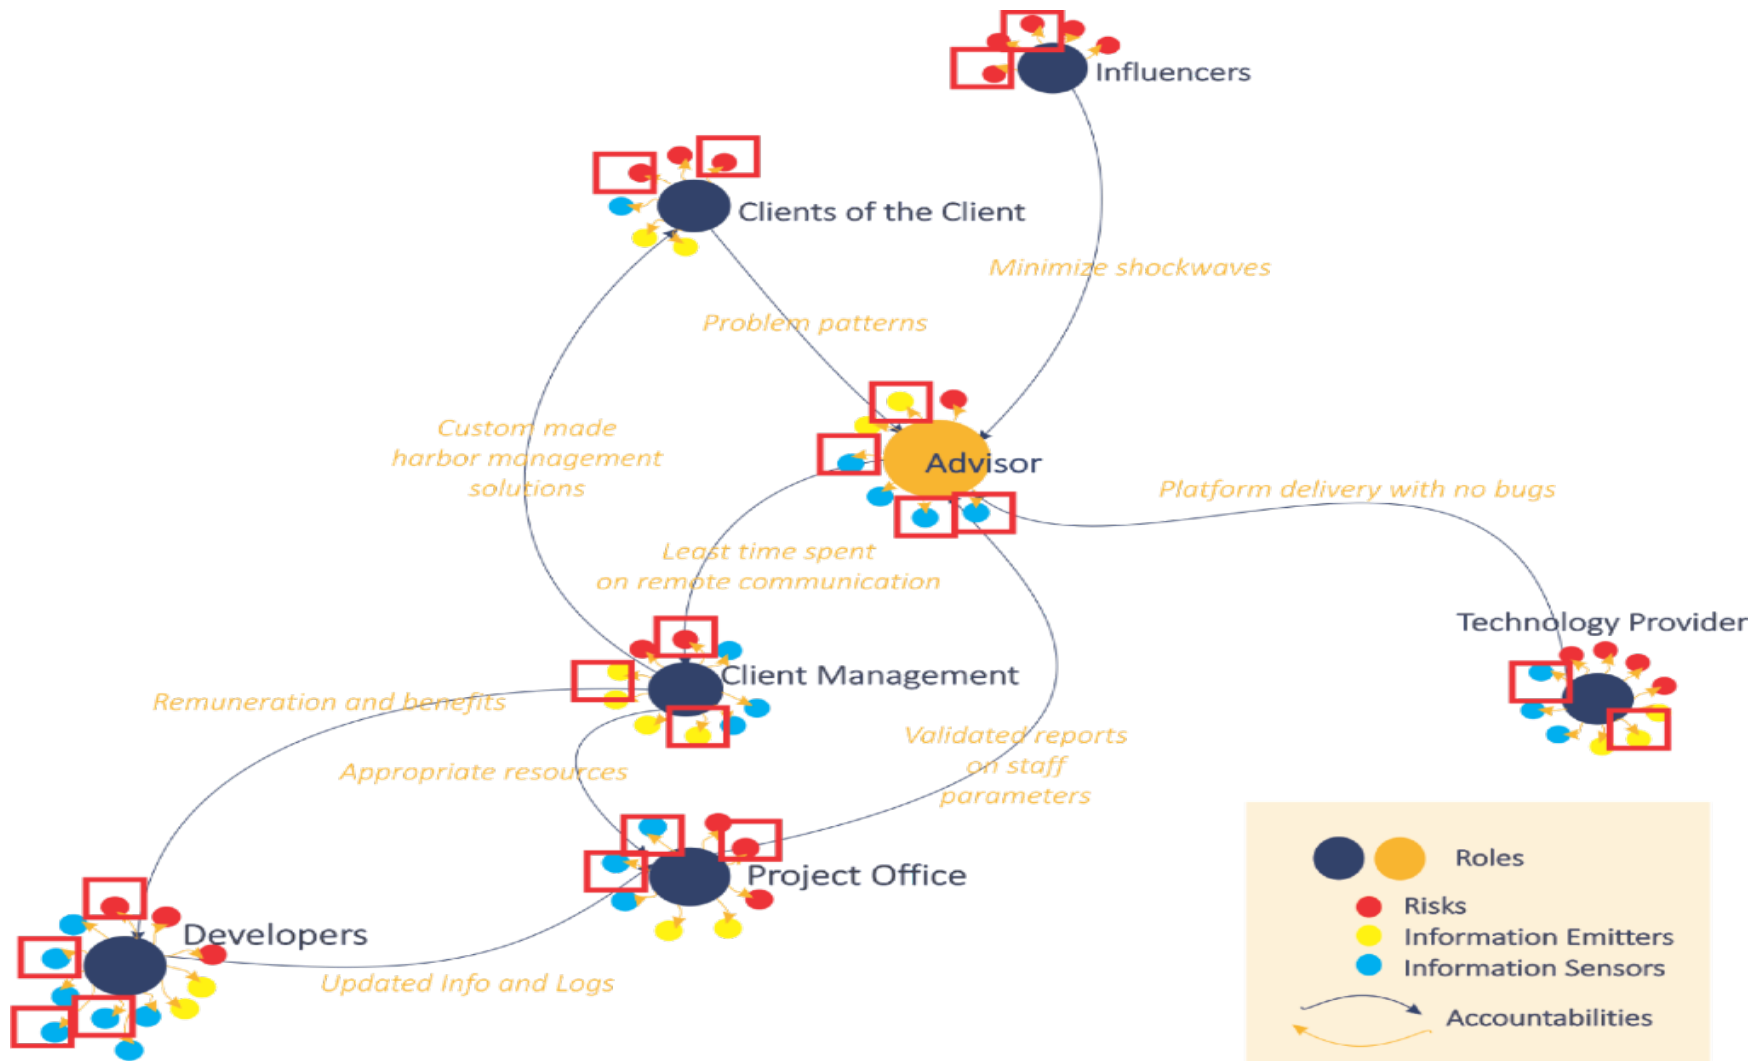 Influencers
Clients of the Client
Minimize shockwaves
Problem patterns
Custom made
harbor management
solutions
Advisor
Platform delivery with no bugs
Least time spent
on remote communication
Technology Provider
Client Management
Remuneration and benefits
Validated reports
on staff
parameters
Appropriate resources
Project Office
Developers
Updated Info and Logs
Roles
Risks
Information Emitters
Information Sensors
Accountabilities